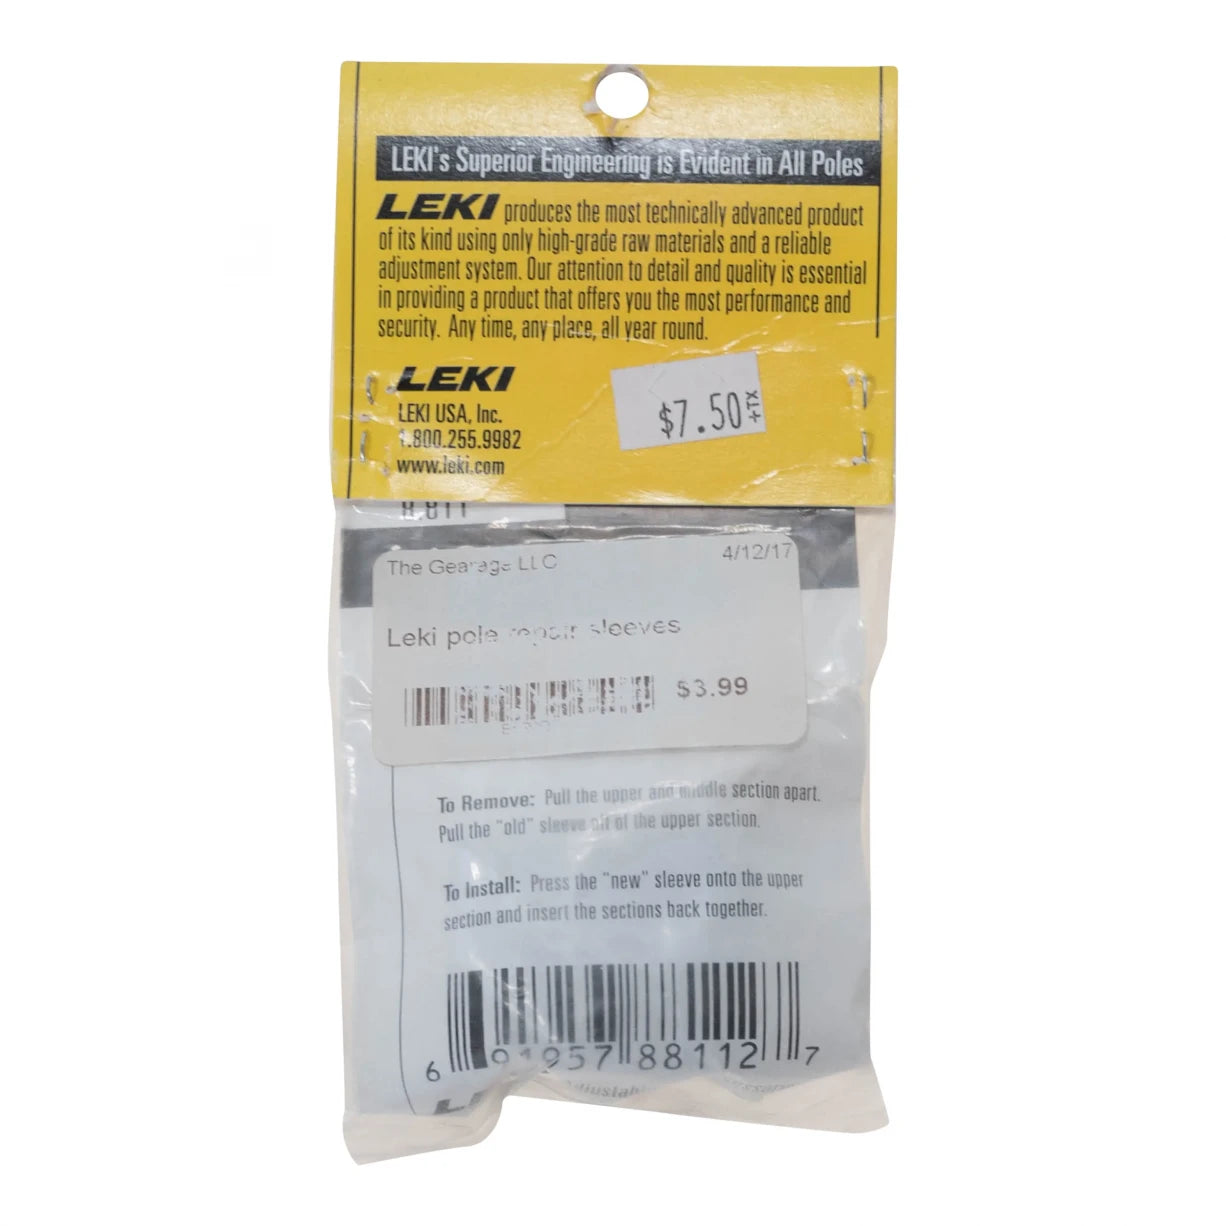 LEKI's Superior Engineering is Evident in All Poles
LEKI produces the most technically advanced product
of its kind using only high-grade raw materials and a reliable
adjustment system. Our attention to detail and quality is essential
in providing a product that offers you the most performance and
security. Any time, any place, all year round.
LEKI
LEKI USA, Inc.
1.800.255.9982
www.leki.com
$7.50 +TX
The Gearage LLC 4/12/17
Leki pole repair sleeves
$3.99
To Remove: Pull the upper and middle section apart.
Pull the "old" sleeve off of the upper section.
To Install: Press the "new" sleeve onto the upper
section and insert the sections back together.
6 91957 88112 7